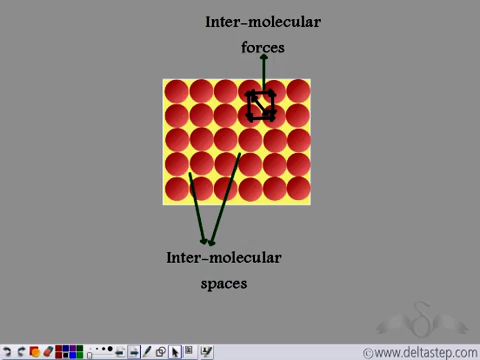 Inter-molecular
forces
Inter-molecular
spaces
©www.deltastep.com